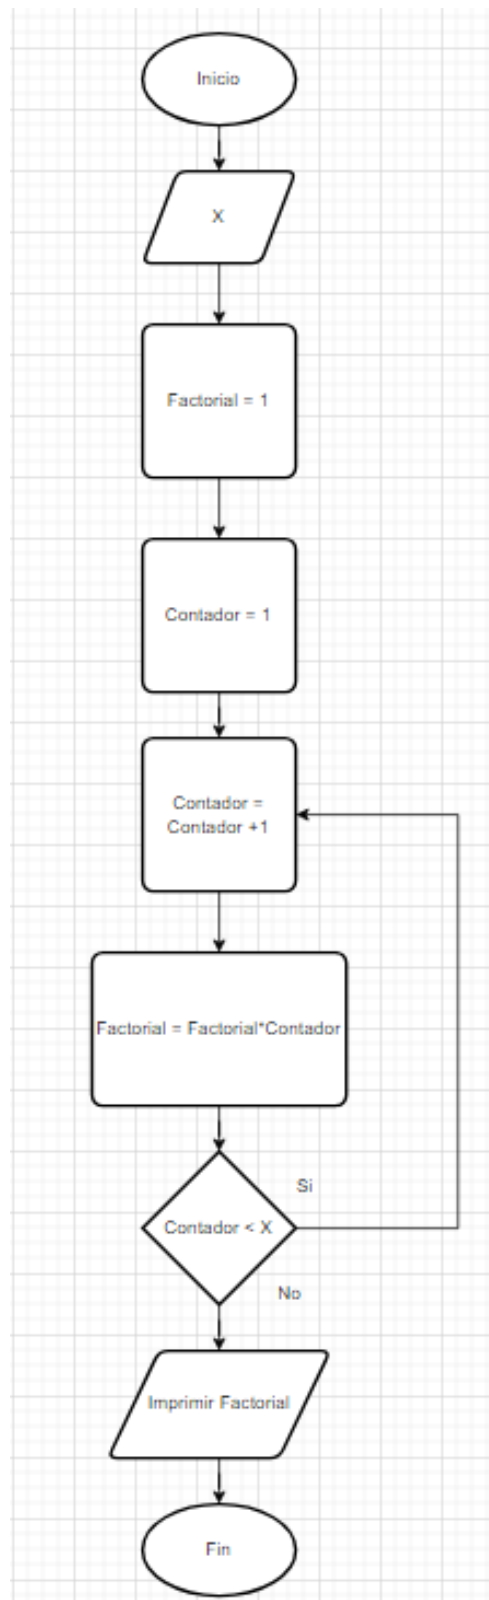 Inicio
X
Factorial = 1
Contador = 1
Contador =
Contador +1
Factorial = Factorial*Contador
Si
Contador < X
No
Imprimir Factorial
Fin